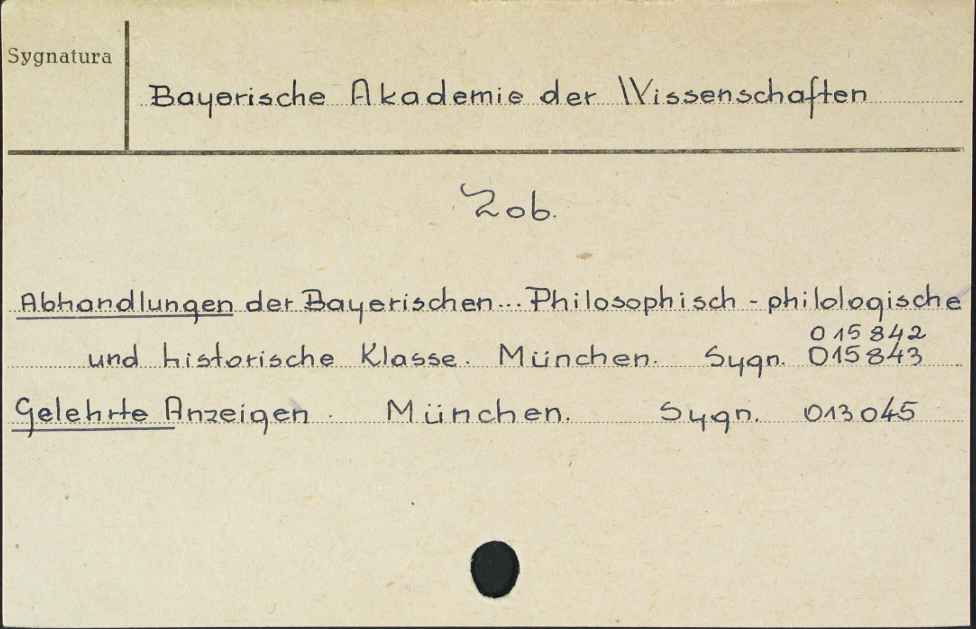 Sygnatura
Bayerische Akademie der Wissenschaften
Zob.
Abhandlungen der Bayerischen... Philosophisch - philologische
015842
und historische Klasse. München. Sygn. 015843
Gelehrte Anzeigen. München. Sygn. 013045